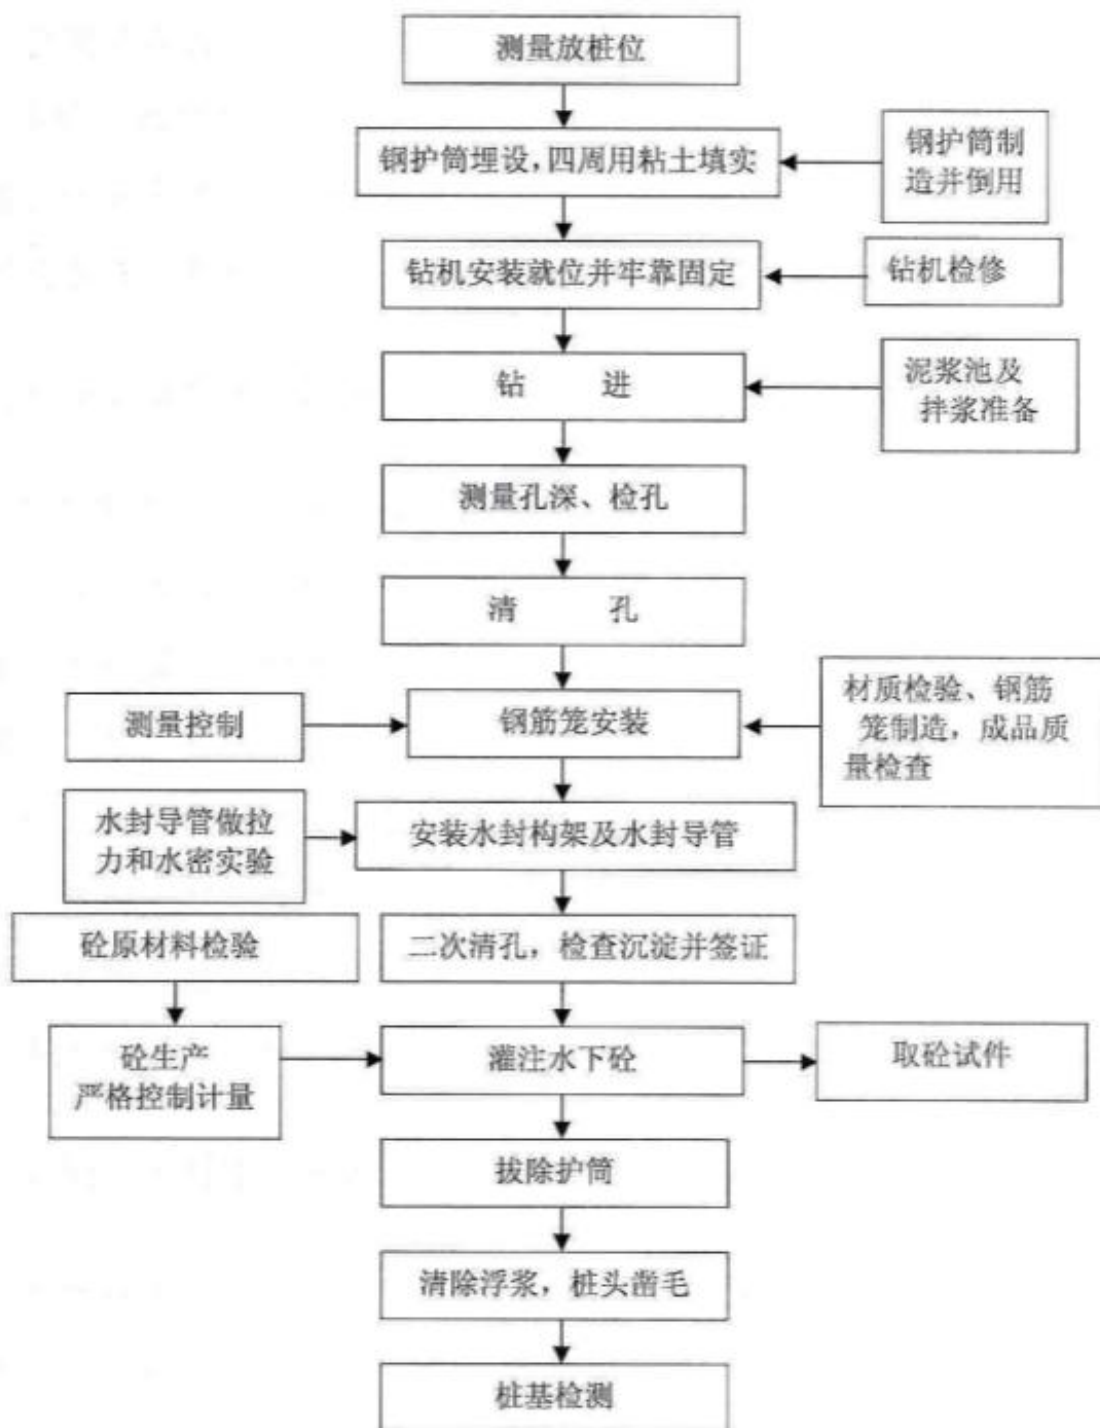 测量放桩位
钢护筒埋设，四周用粘土填实
钢护筒制
造并倒用
钻机安装就位并牢靠固定
钻机检修
钻 进
泥浆池及
拌浆准备
测量孔深、检孔
清 孔
测量控制
钢筋笼安装
材质检验、钢筋
笼制造，成品质
量检查
水封导管做拉
力和水密实验
安装水封构架及水封导管
砼原材料检验
二次清孔，检查沉淀并签证
砼生产
严格控制计量
灌注水下砼
取砼试件
拔除护筒
清除浮浆，桩头凿毛
桩基检测